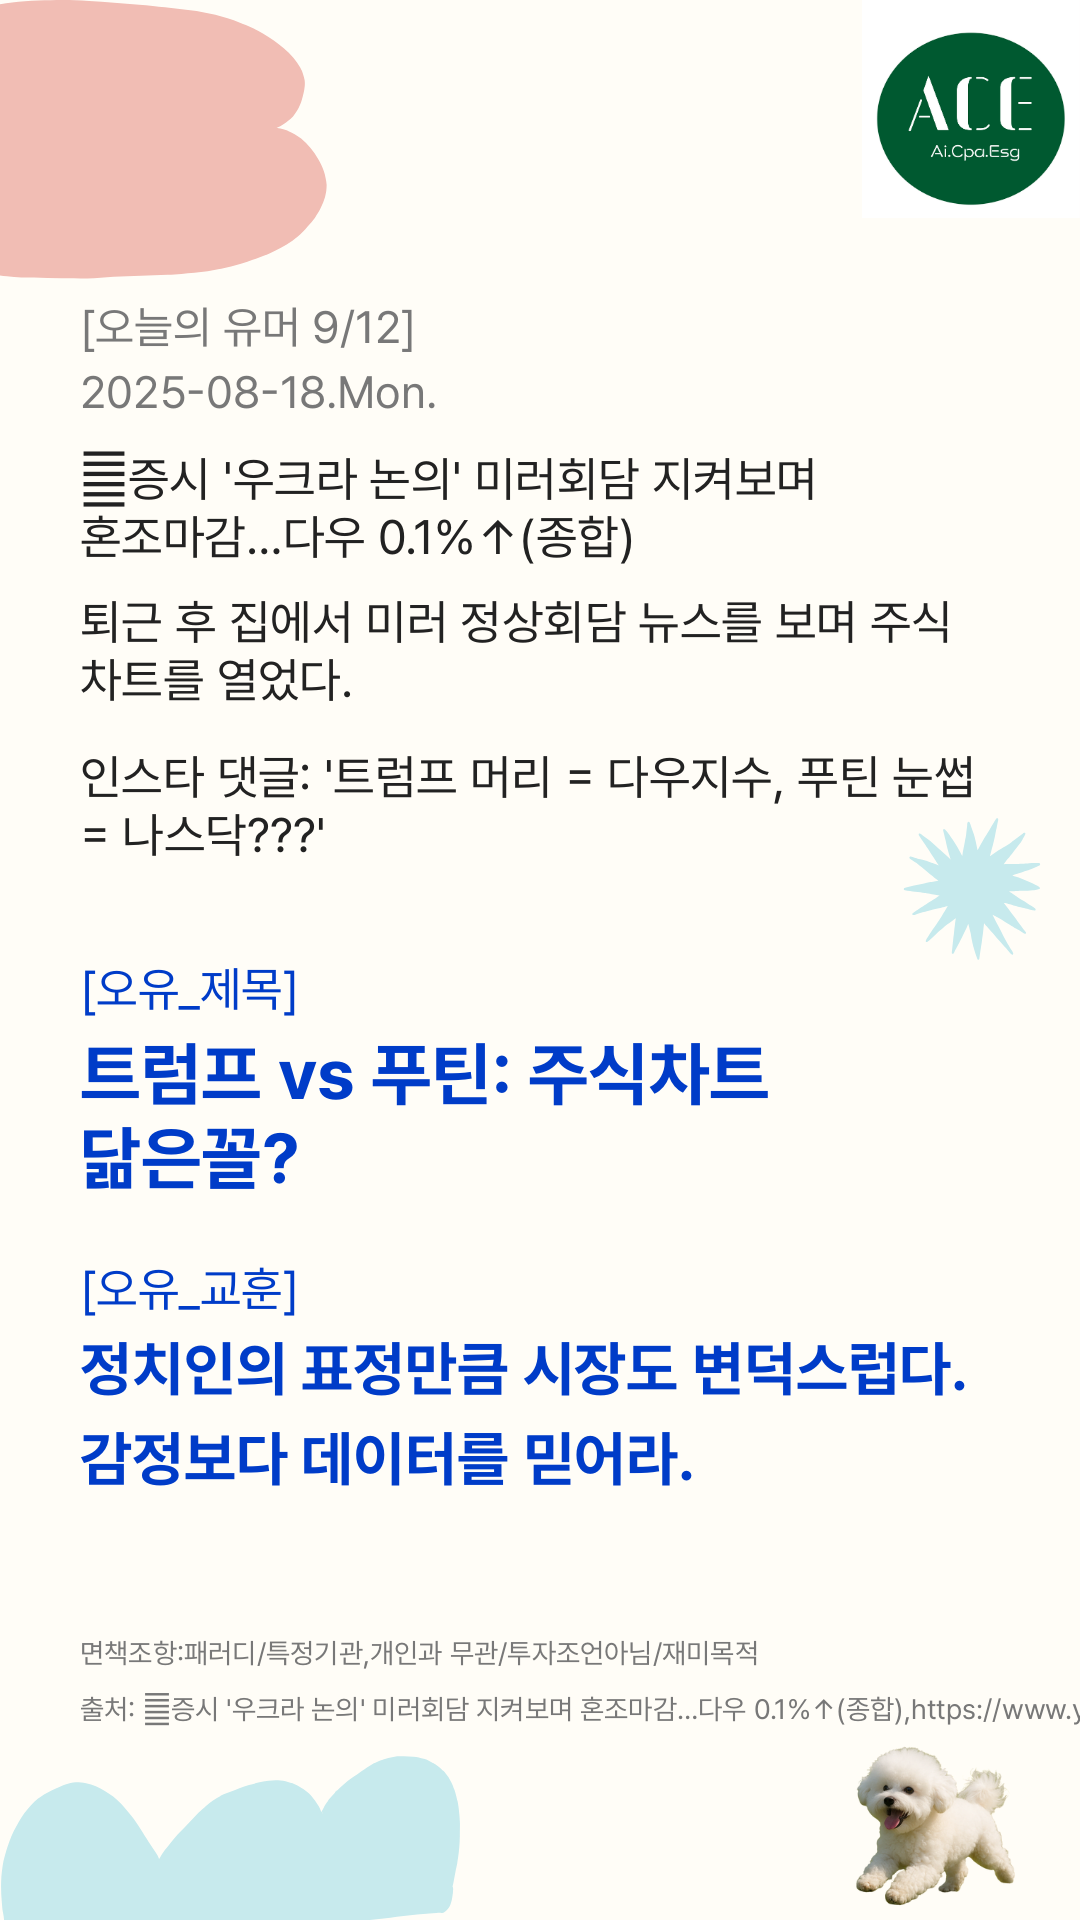 ACE
Ai.Cpa.Esg
[오늘의 유머 9/12]
2025-08-18.Mon.
증시 '우크라 논의' 미러회담 지켜보며
혼조마감...다우 0.1%↑(종합)
퇴근 후 집에서 미러 정상회담 뉴스를 보며 주식
차트를 열었다.
인스타 댓글: '트럼프 머리 = 다우지수, 푸틴 눈썹
= 나스닥???'
[오유_제목]
트럼프 vs 푸틴: 주식차트
닮은꼴?
[오유_교훈]
정치인의 표정만큼 시장도 변덕스럽다.
감정보다 데이터를 믿어라.
면책조항:패러디/특정기관,개인과 무관/투자조언아님/재미목적
출처: 증시 '우크라 논의' 미러회담 지켜보며 혼조마감...다우 0.1%↑(종합),https://www.y